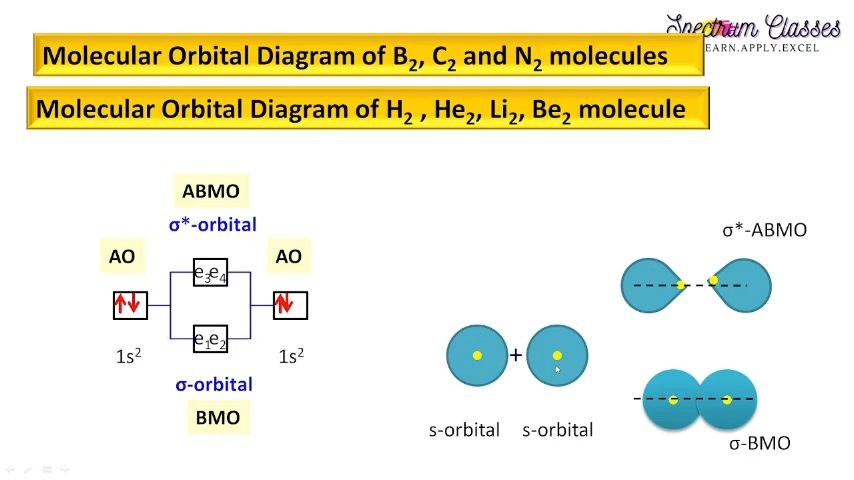 Spectrum Classes
LEARN.APPLY.EXCEL
Molecular Orbital Diagram of B₂, C₂ and N₂ molecules
Molecular Orbital Diagram of H₂ , He₂, Li₂, Be₂ molecule
ABMO
σ*-orbital
AO
AO
e₃e₄
1s²
1s²
e₁e₂
σ-orbital
BMO
+
s-orbital
s-orbital
σ*-ABMO
σ-BMO